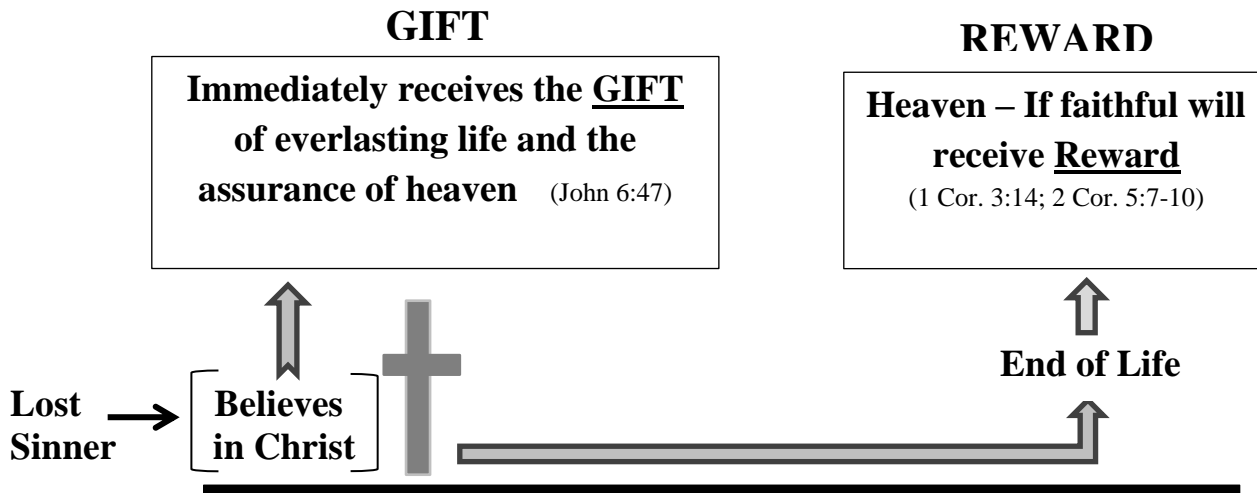 GIFT
Immediately receives the GIFT
of everlasting life and the
assurance of heaven (John 6:47)
REWARD
Heaven – If faithful will
receive Reward
(1 Cor. 3:14; 2 Cor. 5:7-10)
Lost
Sinner
Believes
in Christ
End of Life